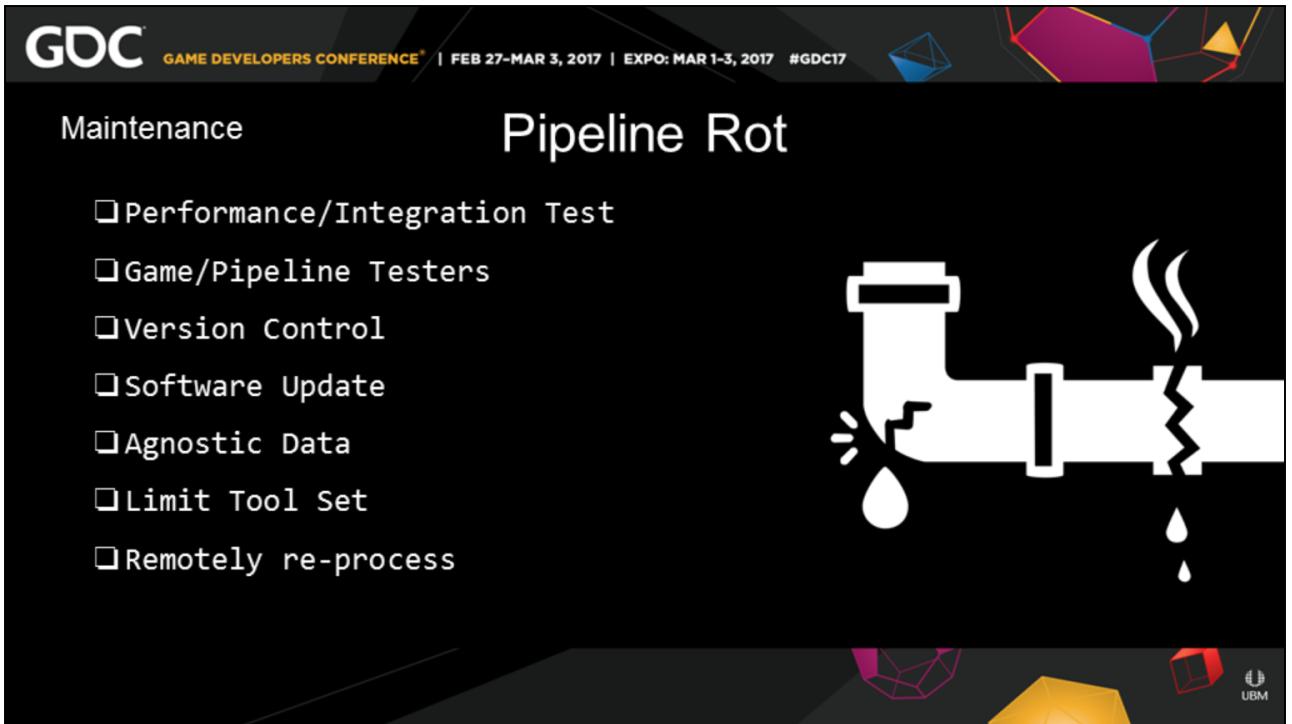 GDC GAME DEVELOPERS CONFERENCE® | FEB 27–MAR 3, 2017 | EXPO: MAR 1–3, 2017 #GDC17
Maintenance
Pipeline Rot
❑Performance/Integration Test
❑Game/Pipeline Testers
❑Version Control
❑Software Update
❑Agnostic Data
❑Limit Tool Set
❑Remotely re-process
UBM